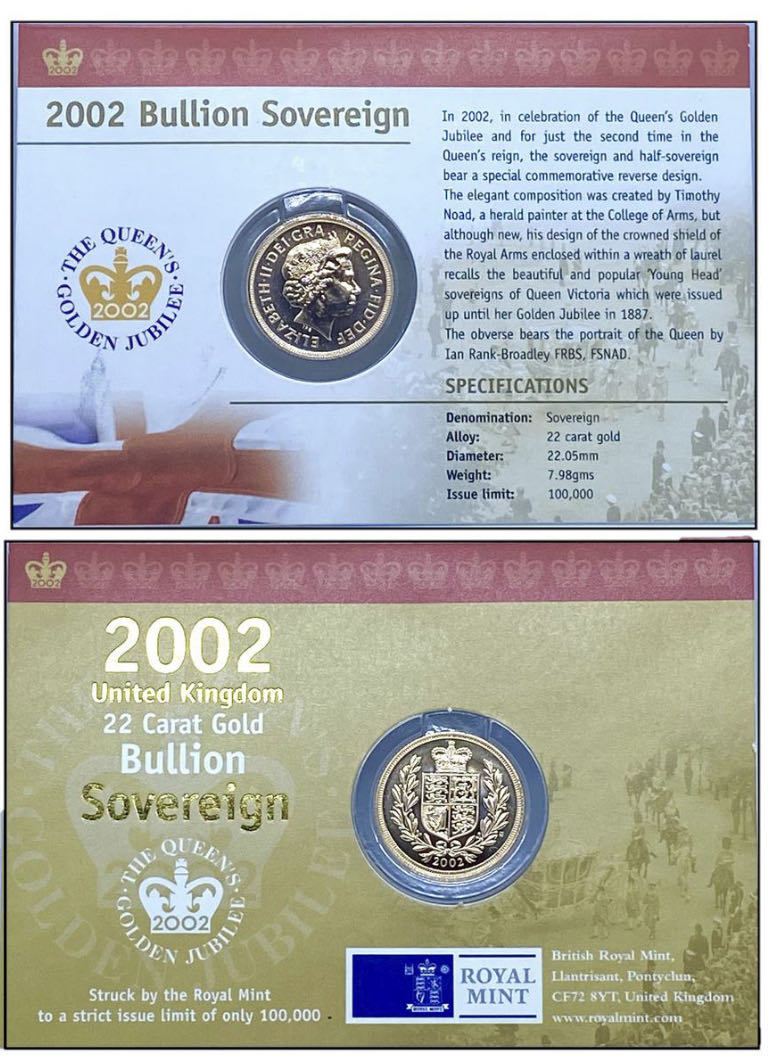 2002
2002 Bullion Sovereign
THE QUEEN'S
2002
GOLDEN JUBILEE
ELIZABETH·II·DEI·GRA
REGINA·FID·DEF
In 2002, in celebration of the Queen's Golden
Jubilee and for just the second time in the
Queen's reign, the sovereign and half-sovereign
bear a special commemorative reverse design.
The elegant composition was created by Timothy
Noad, a herald painter at the College of Arms, but
although new, his design of the crowned shield of
the Royal Arms enclosed within a wreath of laurel
recalls the beautiful and popular 'Young Head'
sovereigns of Queen Victoria which were issued
up until her Golden Jubilee in 1887.
The obverse bears the portrait of the Queen by
Ian Rank-Broadley FRBS, FSNAD.
SPECIFICATIONS
Denomination: Sovereign
Alloy: 22 carat gold
Diameter: 22.05mm
Weight: 7.98gms
Issue limit: 100,000
2002
2002
United Kingdom
22 Carat Gold
Bullion
Sovereign
THE QUEEN'S
2002
GOLDEN JUBILEE
Struck by the Royal Mint
to a strict issue limit of only 100,000
2002
ROYAL
MINT
British Royal Mint,
Llantrisant, Pontyclun,
CF72 8YT, United Kingdom
www.royalmint.com